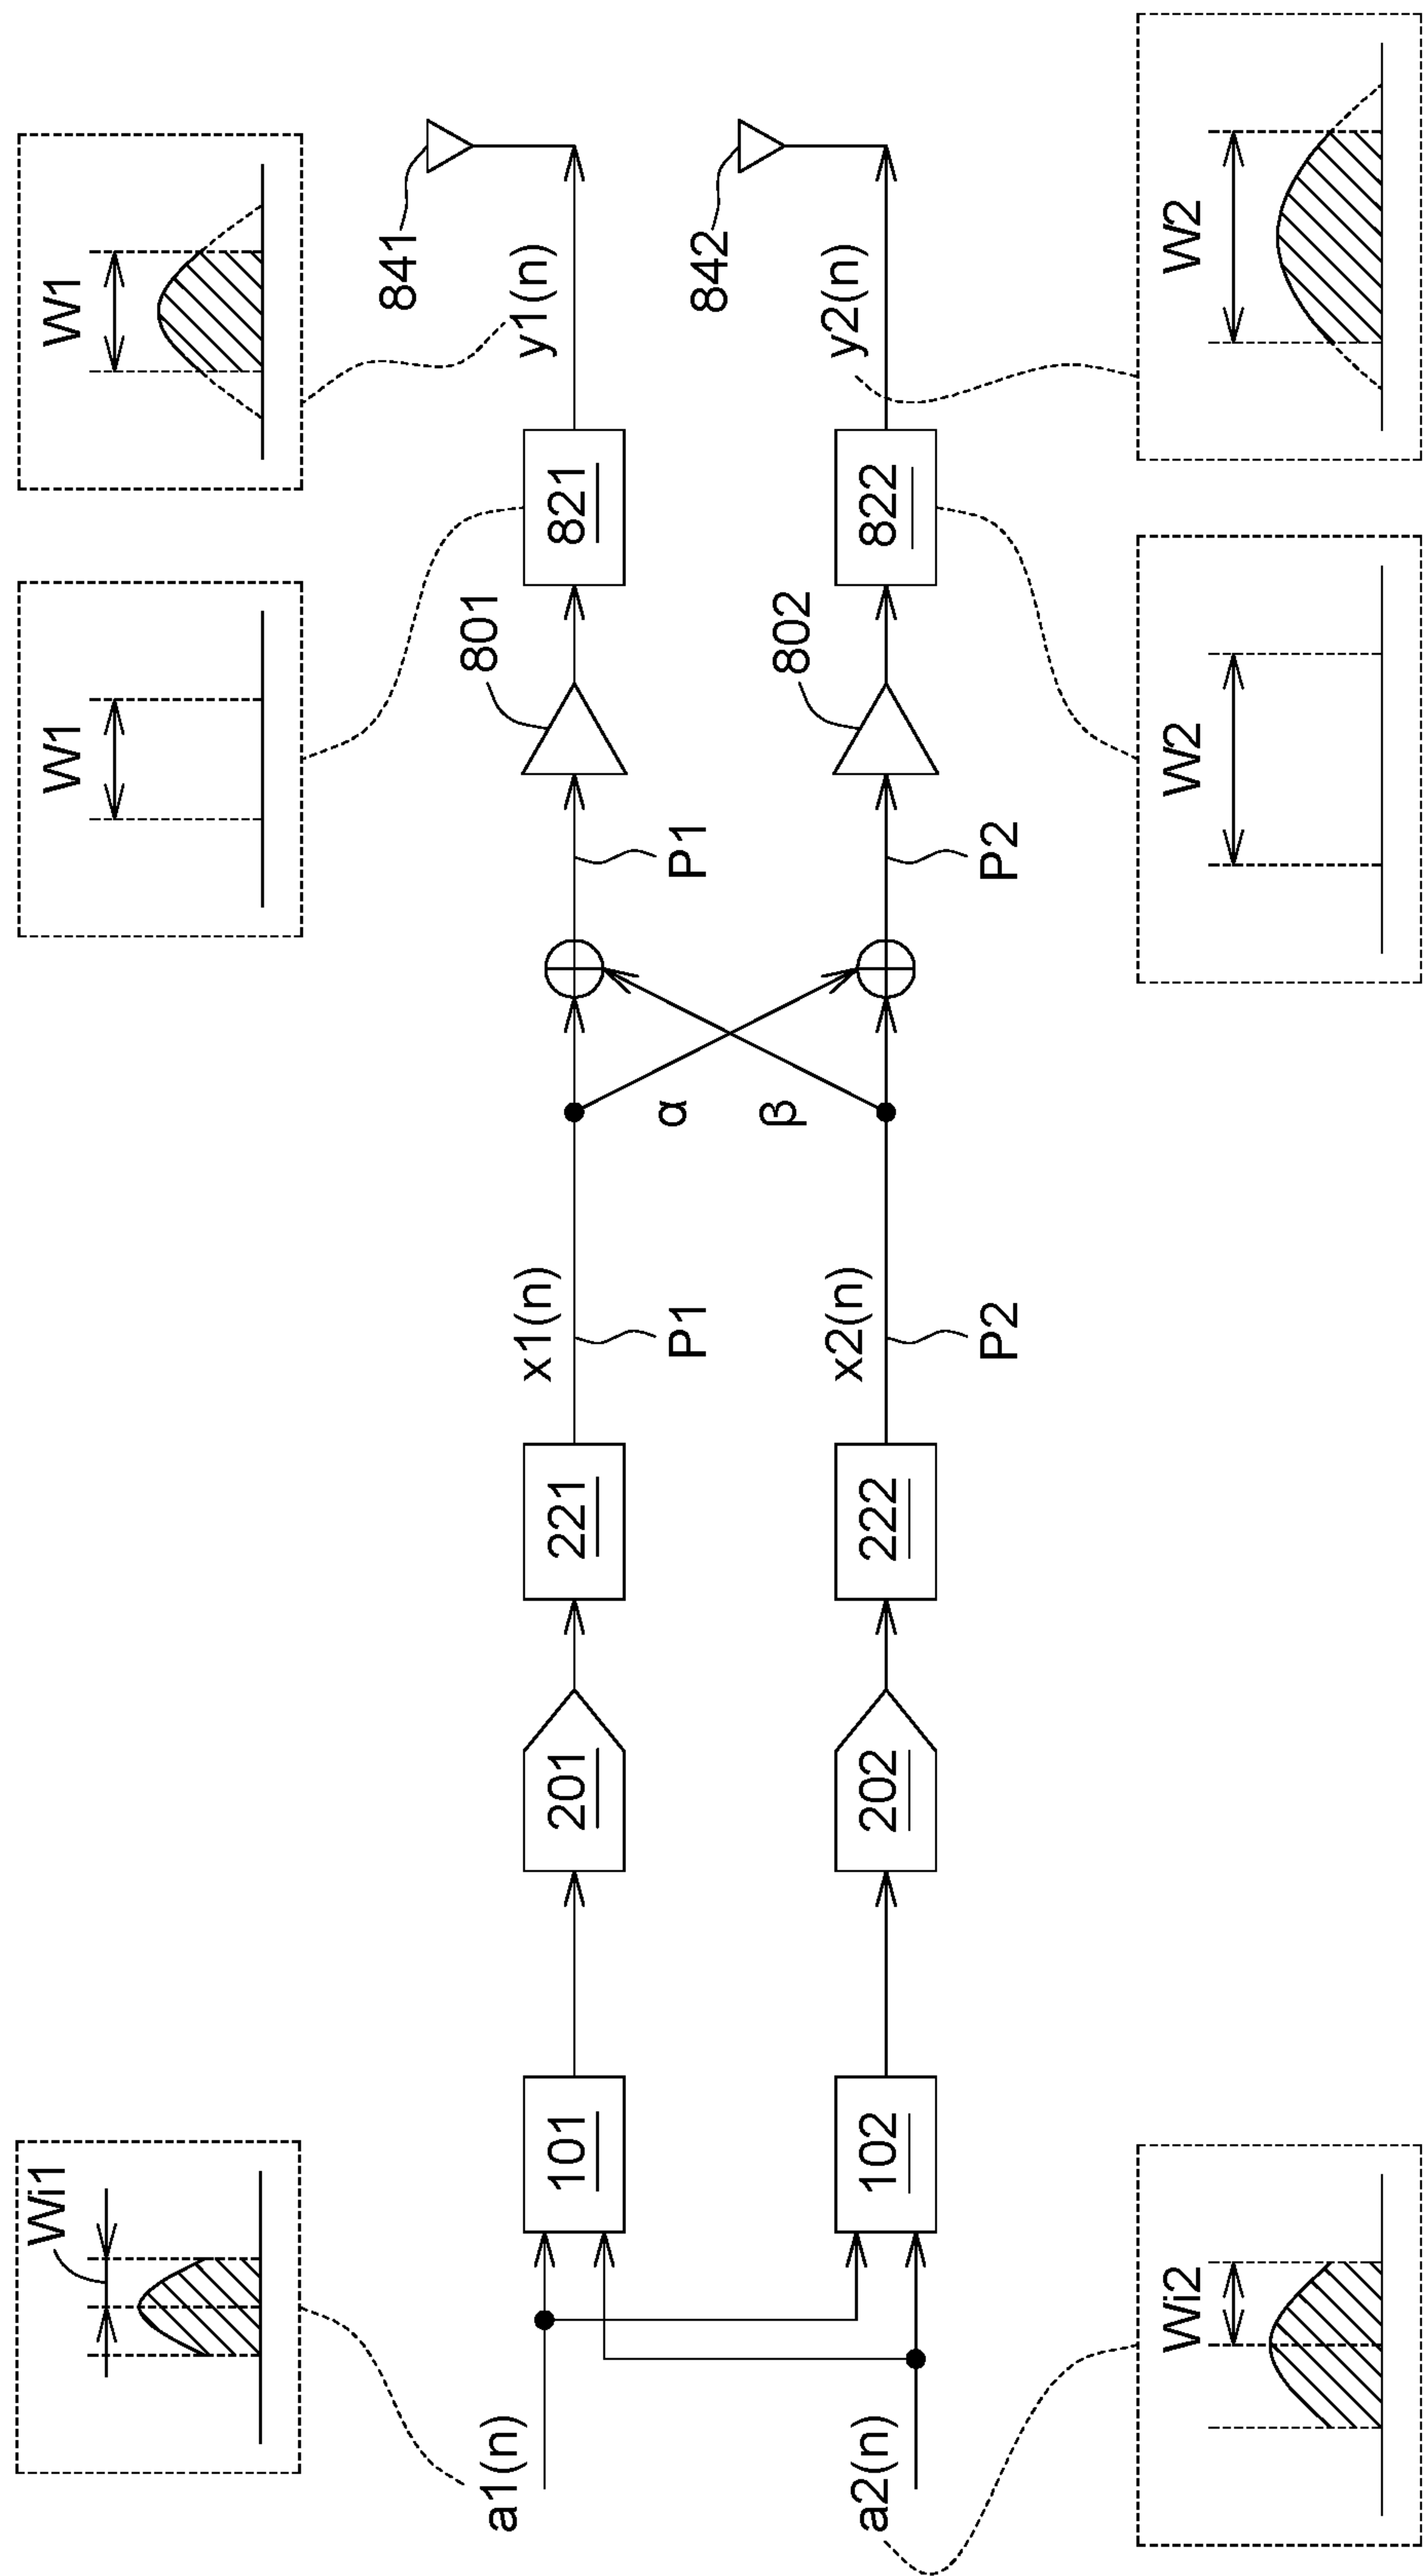 Wi1
W1
W1
a1(n)
101
201
221
x1(n)
P1
P1
801
821
y1(n)
841
α
β
a2(n)
102
202
222
x2(n)
P2
P2
802
822
y2(n)
842
Wi2
W2
W2